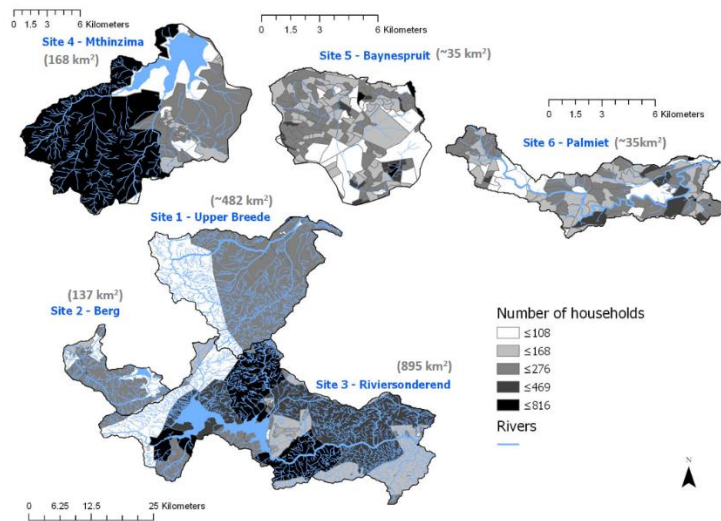 0 1.5 3 6 Kilometers
Site 4 - Mthinzima
(168 km²)
0 1.5 3 6 Kilometers
Site 5 - Baynespruit (~35 km²)
0 1.5 3 6 Kilometers
Site 6 - Palmiet (~35km²)
(~482 km²)
Site 1 - Upper Breede
(137 km²)
Site 2 - Berg
(895 km²)
Site 3 - Riviersonderend
Number of households
≤108
≤168
≤276
≤469
≤816
Rivers
N
0 6.25 12.5 25 Kilometers